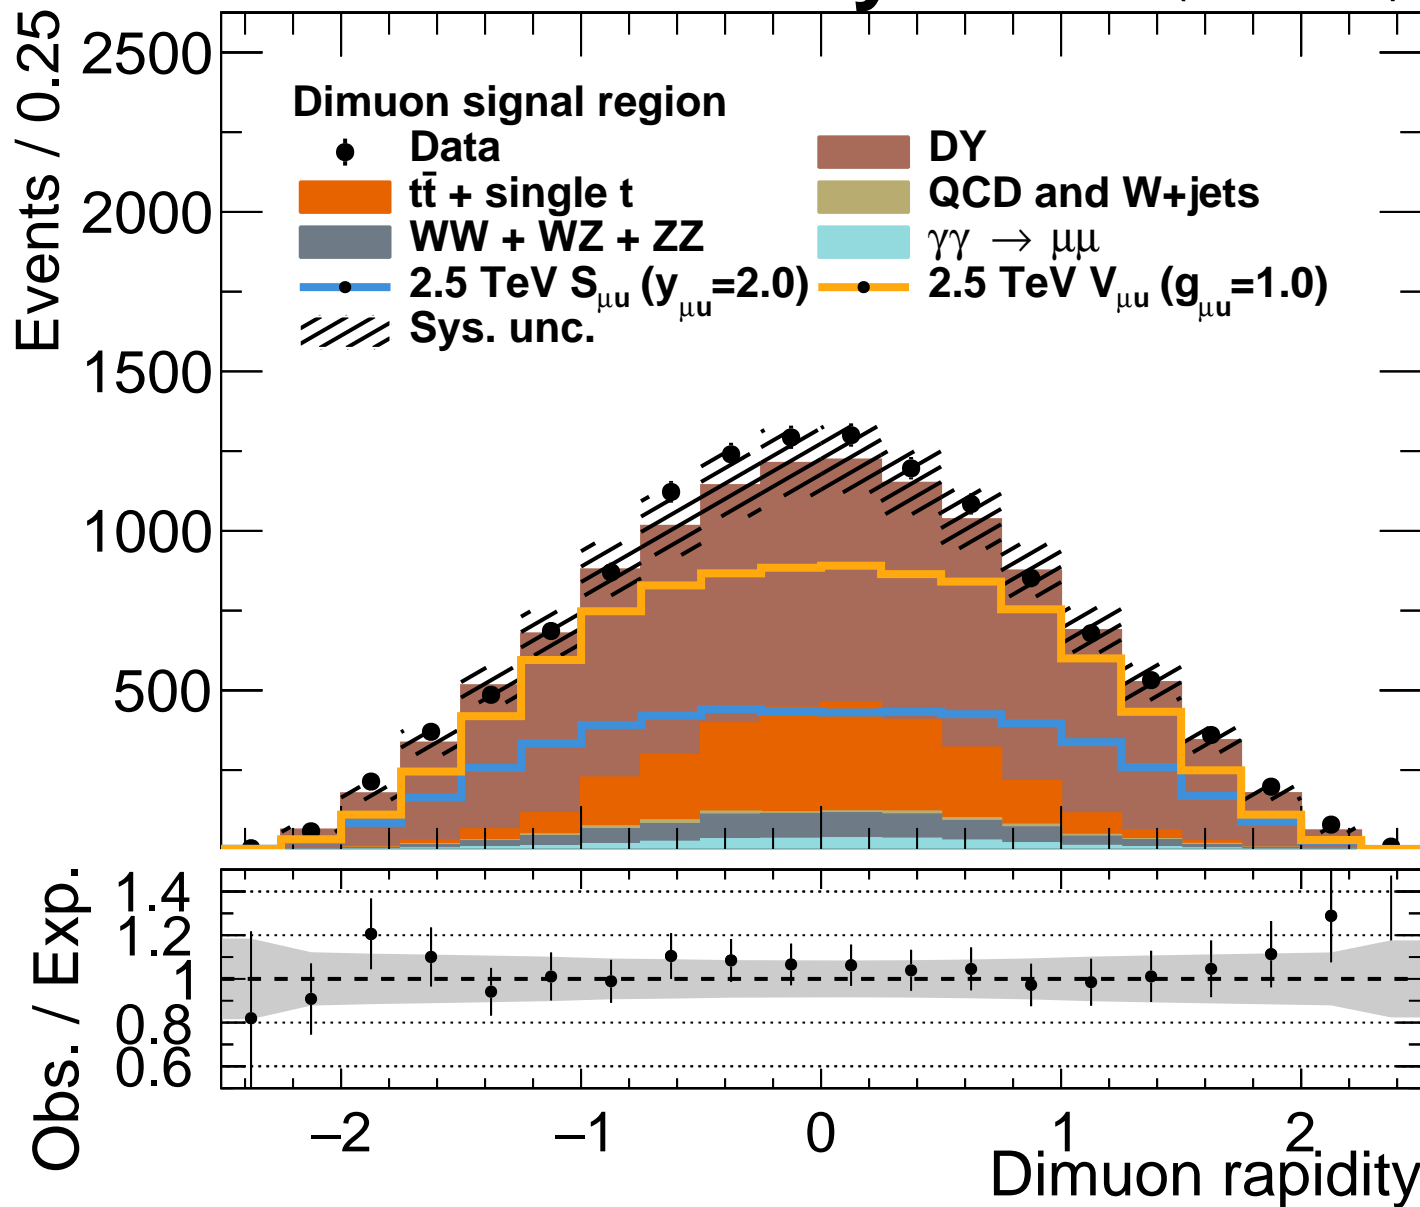 Events / 0.25
2500
2000
1500
1000
500
Dimuon signal region
Data
DY
tt̄ + single t
QCD and W+jets
WW + WZ + ZZ
γγ → μμ
2.5 TeV Sμu (yμu=2.0)
2.5 TeV Vμu (gμu=1.0)
Sys. unc.
Obs. / Exp.
1.4
1.2
1
0.8
0.6
–2 –1 0 1 2
Dimuon rapidity